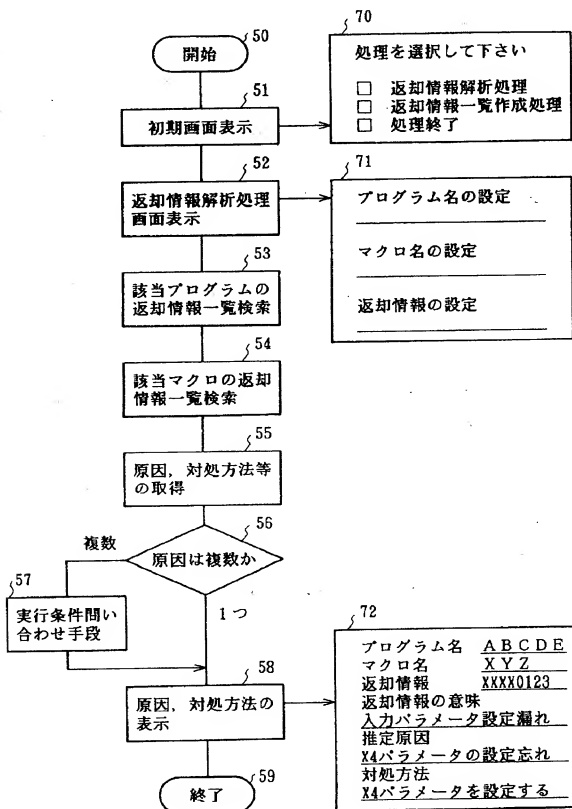 50
開始
51
初期画面表示
52
返却情報解析処理
画面表示
53
該当プログラムの
返却情報一覧検索
54
該当マクロの返却
情報一覧検索
55
原因,対処方法等
の取得
56
原因は複数か
複数
1つ
57
実行条件問い
合わせ手段
58
原因,対処方法の
表示
59
終了
70
処理を選択して下さい
□ 返却情報解析処理
□ 返却情報一覧作成処理
□ 処理終了
71
プログラム名の設定
マクロ名の設定
返却情報の設定
72
プログラム名 ABCDE
マクロ名 XYZ
返却情報 XXXX0123
返却情報の意味
入力パラメータ設定漏れ
推定原因
X4パラメータの設定忘れ
対処方法
X4パラメータを設定する